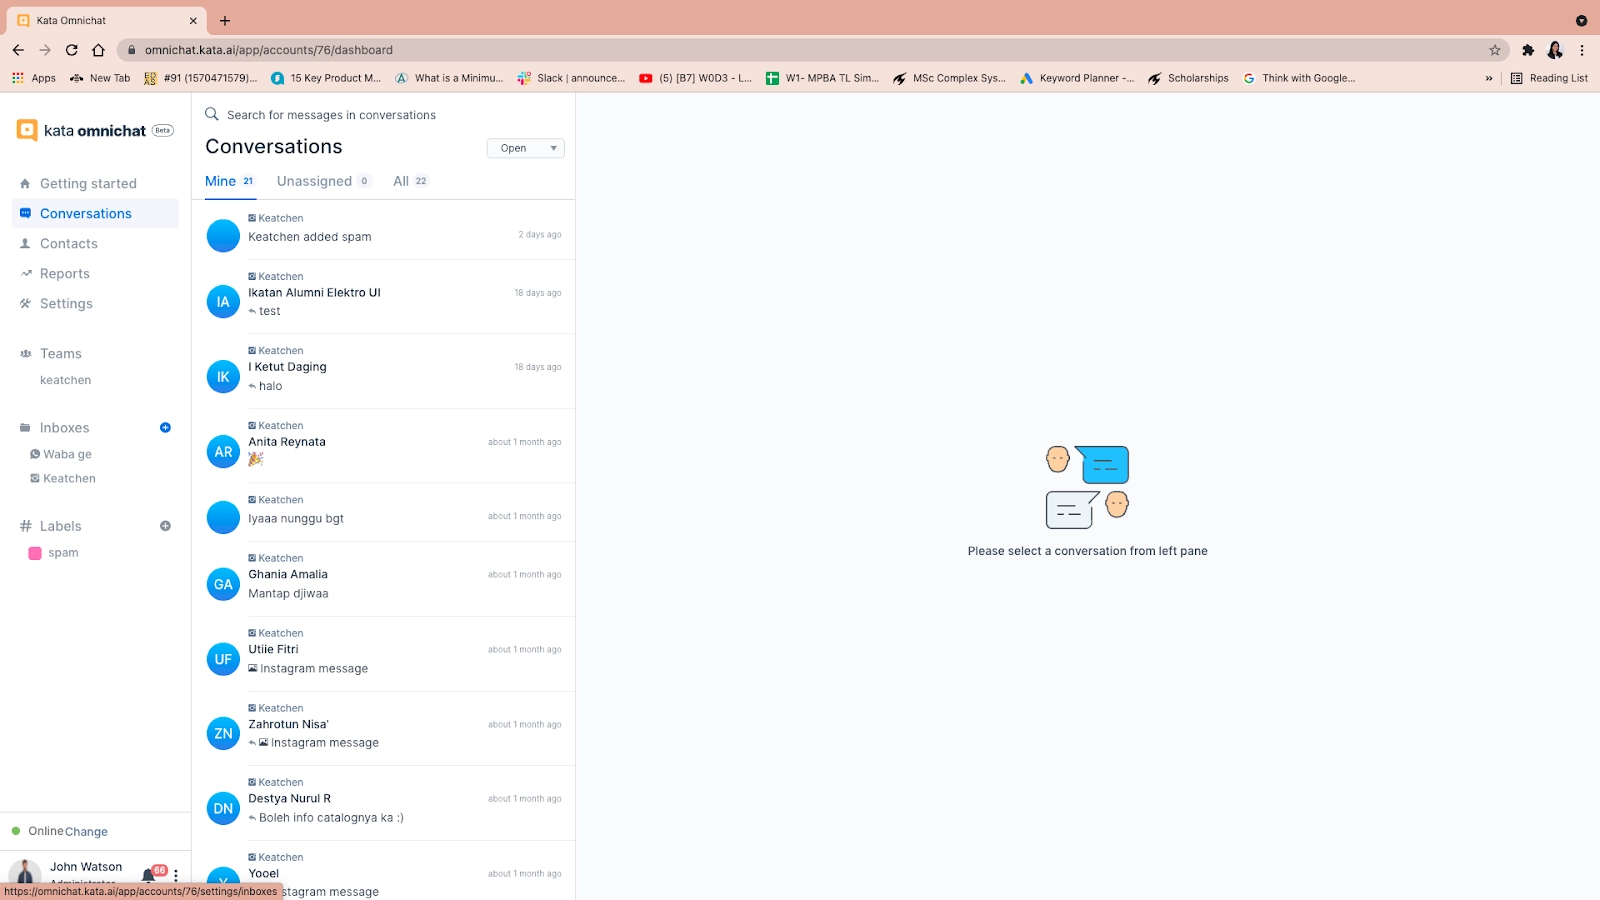 Kata Omnichat
omnichat.kata.ai/app/accounts/76/dashboard
Apps
New Tab
#91 (1570471579)...
15 Key Product M...
What is a Minimu...
Slack | announce...
(5) [B7] W0D3 - L...
W1- MPBA TL Sim...
MSc Complex Sys...
Keyword Planner -...
Scholarships
Think with Google...
»
Reading List
kata omnichat Beta
Getting started
Conversations
Contacts
Reports
Settings
Teams
keatchen
Inboxes
Waba ge
Keatchen
# Labels
spam
Online Change
John Watson
66
https://omnichat.kata.ai/app/accounts/76/settings/inboxes
Search for messages in conversations
Conversations
Open
Mine 21
Unassigned 0
All 22
Keatchen
Keatchen added spam
2 days ago
Keatchen
IA
Ikatan Alumni Elektro UI
18 days ago
test
Keatchen
IK
I Ketut Daging
18 days ago
halo
Keatchen
AR
Anita Reynata
about 1 month ago
🎉
Keatchen
Iyaaa nunggu bgt
about 1 month ago
Keatchen
GA
Ghania Amalia
about 1 month ago
Mantap djiwaa
Keatchen
UF
Utiie Fitri
about 1 month ago
Instagram message
Keatchen
ZN
Zahrotun Nisa'
about 1 month ago
Instagram message
Keatchen
DN
Destya Nurul R
about 1 month ago
Boleh info catalognya ka :)
Keatchen
Y
Yooel
about 1 month ago
stagram message
Please select a conversation from left pane